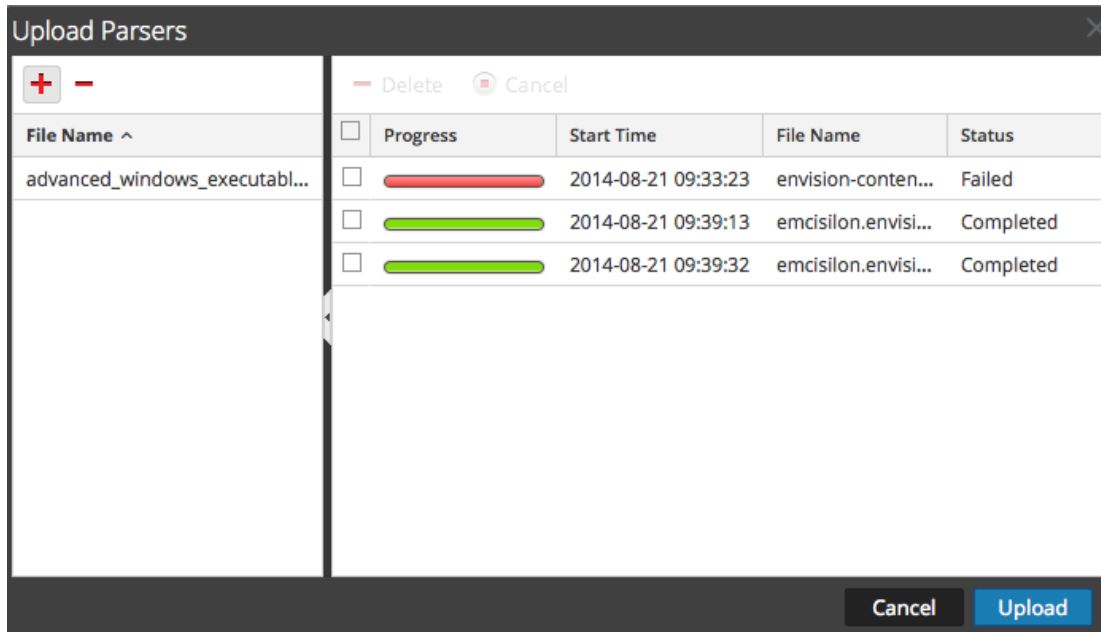 Upload Parsers
Delete Cancel
File Name Progress Start Time File Name Status
advanced_windows_executabl... 2014-08-21 09:33:23 envision-conten... Failed
2014-08-21 09:39:13 emcisilon.envisi... Completed
2014-08-21 09:39:32 emcisilon.envisi... Completed
Cancel Upload